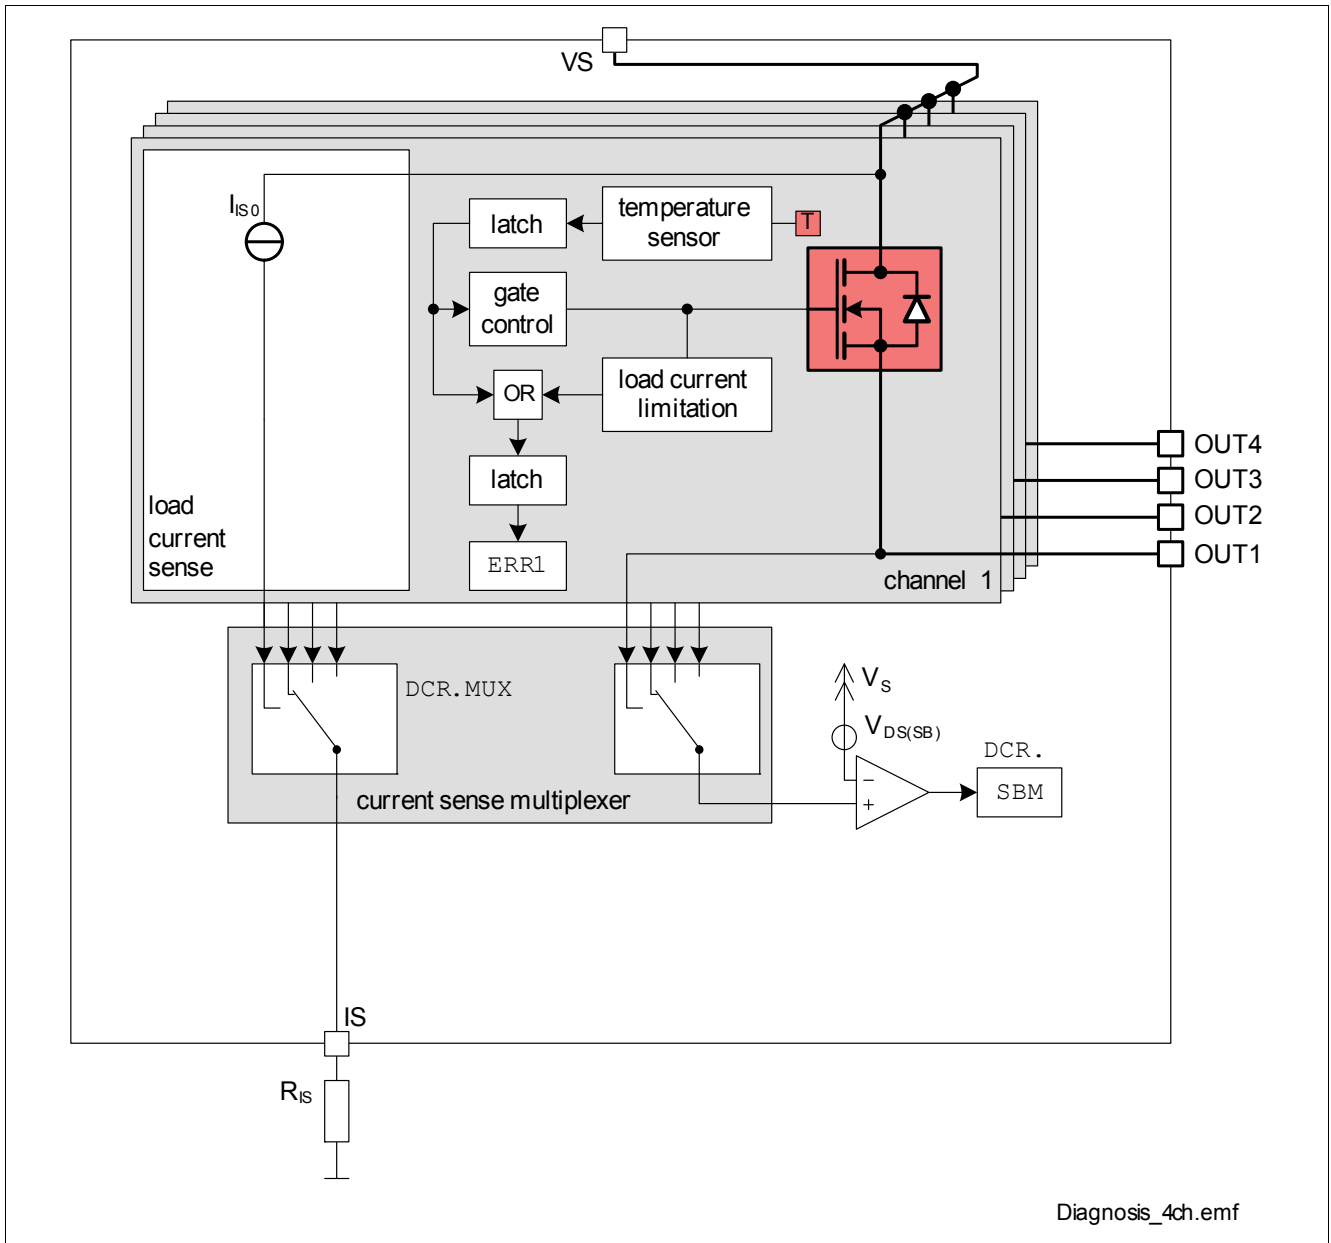 VS
I_IS0
latch
temperature
sensor
T
gate
control
OR
load current
limitation
latch
ERR1
load
current
sense
channel 1
OUT4
OUT3
OUT2
OUT1
DCR.MUX
current sense multiplexer
V_S
V_DS(SB)
−
+
DCR.
SBM
IS
R_IS
Diagnosis_4ch.emf